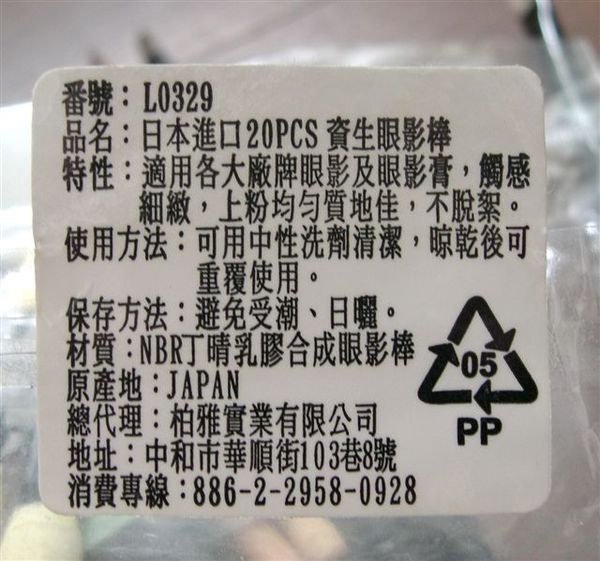 番號：L0329
品名：日本進口20PCS 資生眼影棒
特性：適用各大廠牌眼影及眼影膏，觸感
細緻，上粉均勻質地佳，不脫絮。
使用方法：可用中性洗劑清潔，晾乾後可
重覆使用。
保存方法：避免受潮、日曬。
材質：NBR丁晴乳膠合成眼影棒
原產地：JAPAN
總代理：柏雅實業有限公司
地址：中和市華順街103巷8號
消費專線：886-2-2958-0928
05
PP